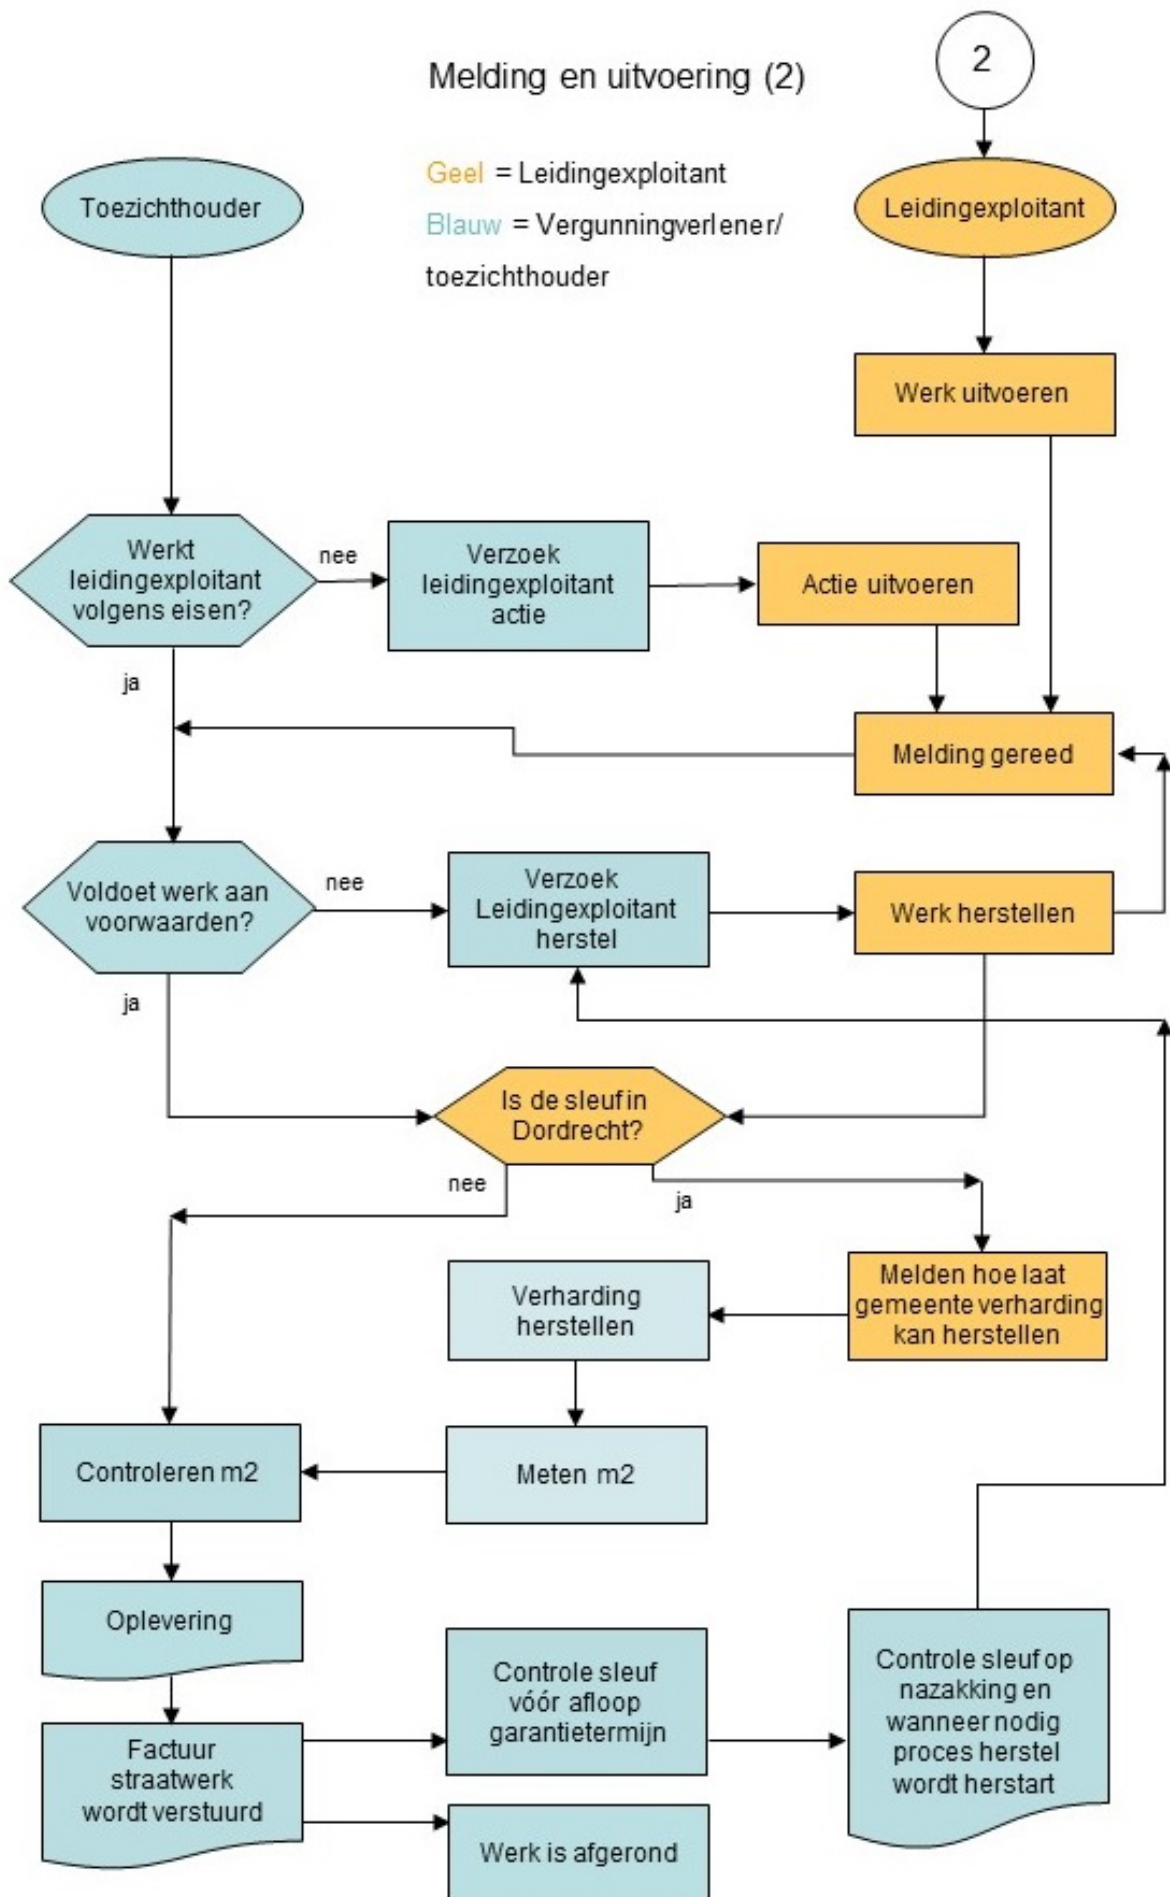 2
Melding en uitvoering (2)
Geel = Leidingexploitant
Blauw = Vergunningverlener/
toezichthouder
Toezichthouder
Leidingexploitant
Werk uitvoeren
Werkt
leidingexploitant
volgens eisen?
nee
Verzoek
leidingexploitant
actie
Actie uitvoeren
ja
Melding gereed
Voldoet werk aan
voorwaarden?
nee
Verzoek
Leidingexploitant
herstel
Werk herstellen
ja
Is de sleuf in
Dordrecht?
nee
ja
Melden hoe laat
gemeente verharding
kan herstellen
Verharding
herstellen
Controleren m2
Meten m2
Oplevering
Controle sleuf
vóór afloop
garantietermijn
Controle sleuf op
nazakking en
wanneer nodig
proces herstel
wordt herstart
Factuur
straatwerk
wordt verstuurd
Werk is afgerond